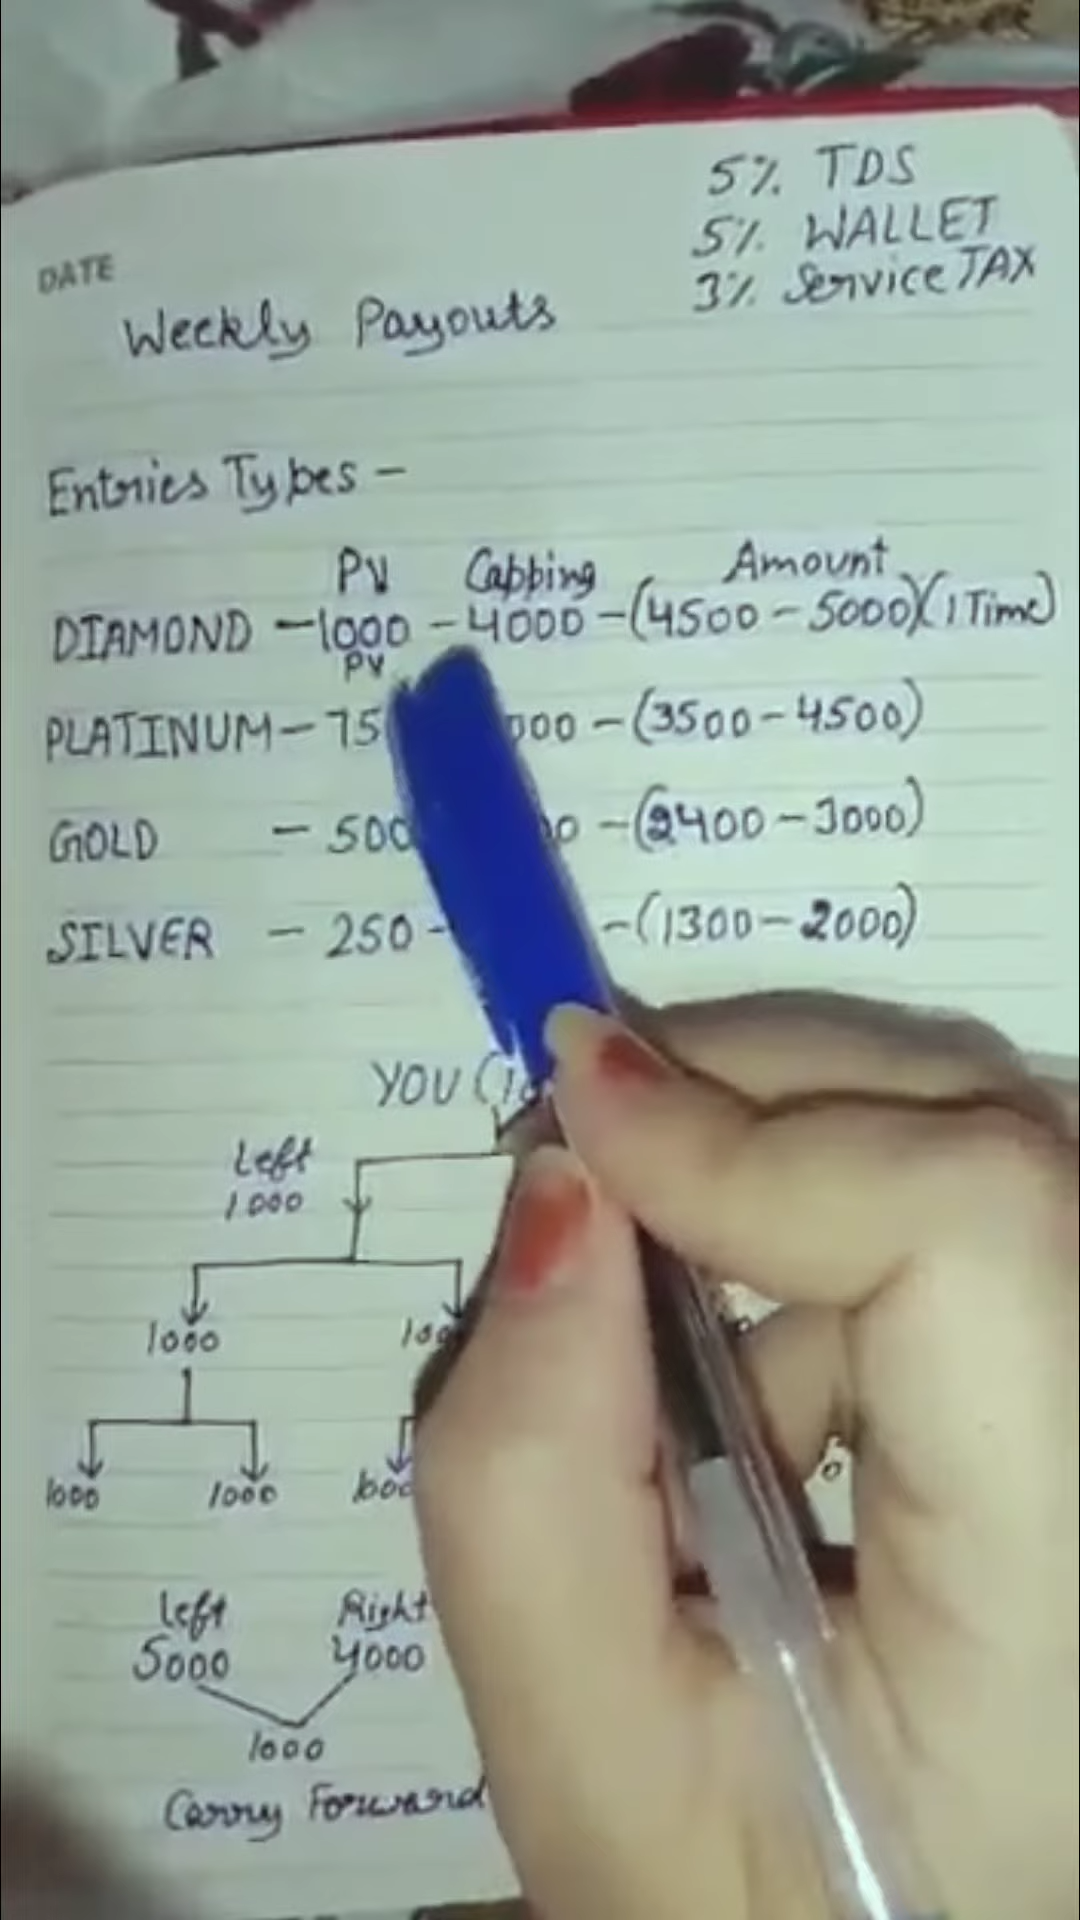 5% TDS
5% WALLET
3% Service TAX
DATE
Weekly Payouts
Entries Types -
PV Capping Amount
DIAMOND - 1000 - 4000 - (4500 - 5000) (1 Time)
PV
PLATINUM - - (3500 - 4500)
GOLD - 500 - (2400 - 3000)
SILVER - 250 - - (1300 - 2000)
YOU
Left
1000
1000
1000 1000
Left Right
5000 4000
1000
Carry Forward